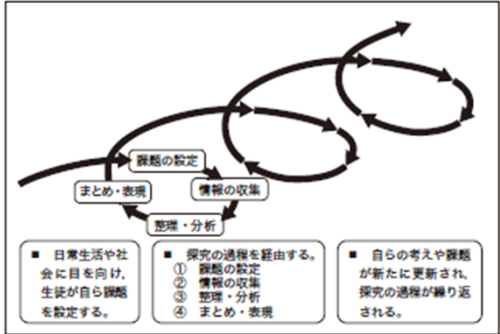 課題の設定
まとめ・表現
情報の収集
整理・分析
■ 日常生活や社
会に目を向け,
生徒が自ら課題
を設定する。
■ 探究の過程を経由する。
① 課題の設定
② 情報の収集
③ 整理・分析
④ まとめ・表現
■ 自らの考えや課題
が新たに更新され,
探究の過程が繰り返
される。